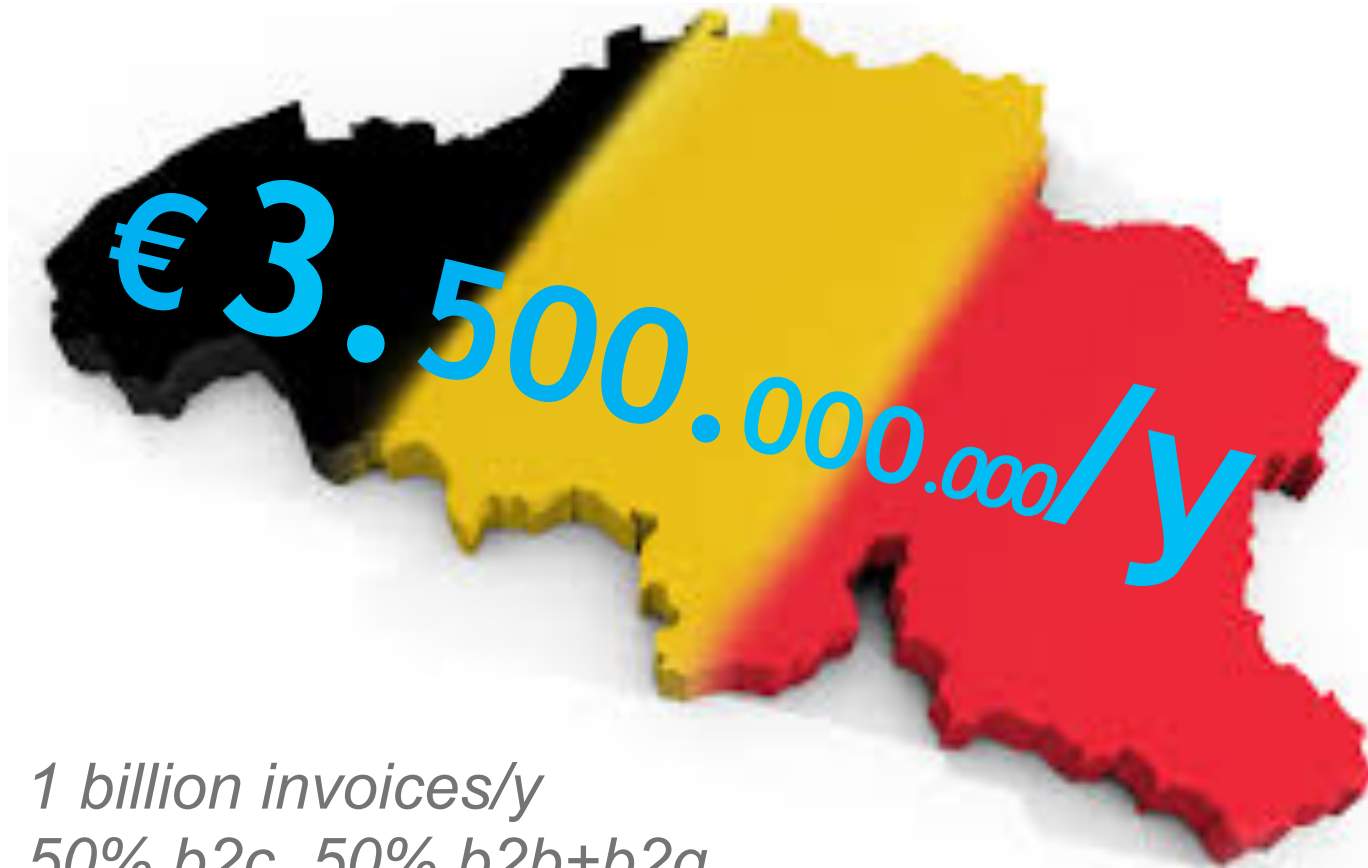 € 3.500.000.000/y
1 billion invoices/y
50% b2c, 50% b2b+b2g